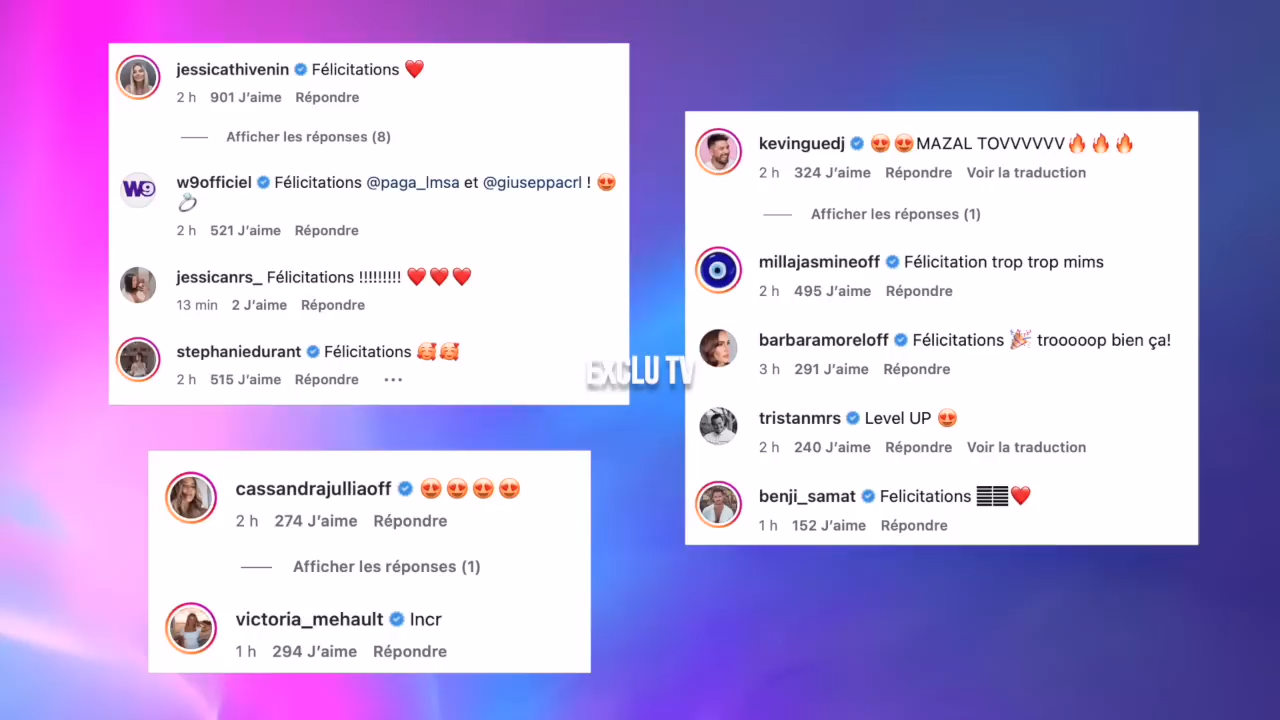 jessicathivenin Félicitations ❤️
2 h 901 J’aime Répondre
Afficher les réponses (8)
W9
w9officiel Félicitations @paga_lmsa et @giuseppacrl ! 😍
💍
2 h 521 J’aime Répondre
jessicanrs_ Félicitations !!!!!!!!! ❤️❤️❤️
13 min 2 J’aime Répondre
stephaniedurant Félicitations 🥰🥰
2 h 515 J’aime Répondre ...
cassandrajulliaoff 😍😍😍😍
2 h 274 J’aime Répondre
Afficher les réponses (1)
victoria_mehault Incr
1 h 294 J’aime Répondre
EXCLU TV
kevinguedj 😍😍MAZAL TOVVVVVV🔥🔥🔥
2 h 324 J’aime Répondre Voir la traduction
Afficher les réponses (1)
millajasmineoff Félicitation trop trop mims
2 h 495 J’aime Répondre
barbaramoreloff Félicitations 🎉 trooooop bien ça!
3 h 291 J’aime Répondre
tristanmrs Level UP 😍
2 h 240 J’aime Répondre Voir la traduction
benji_samat Felicitations ❤️
1 h 152 J’aime Répondre